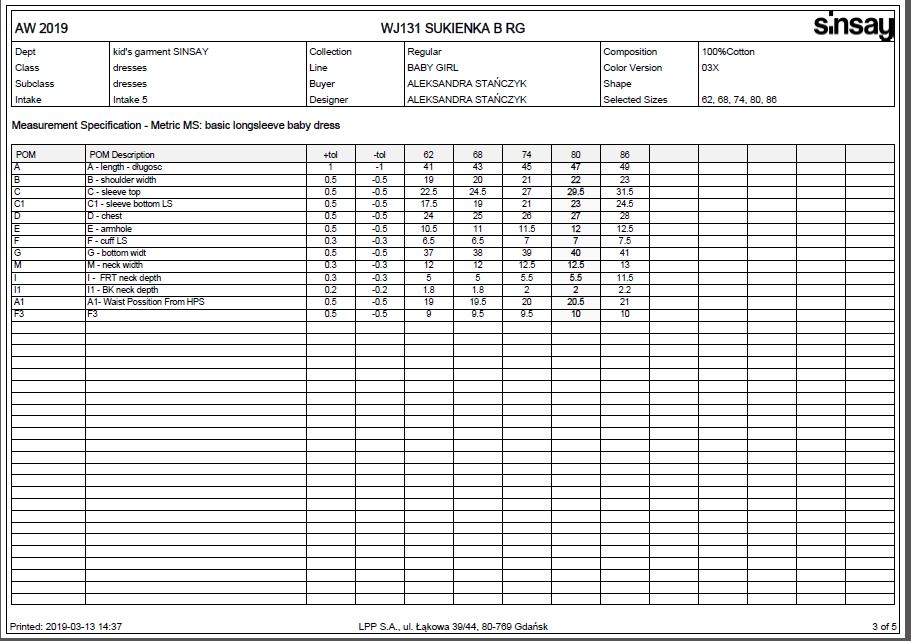 AW 2019 WJ131 SUKIENKA B RG sinsay
Dept kid's garment SINSAY Collection Regular Composition 100%Cotton
Class dresses Line BABY GIRL Color Version 03X
Subclass dresses Buyer ALEKSANDRA STAŃCZYK Shape
Intake Intake 5 Designer ALEKSANDRA STAŃCZYK Selected Sizes 62, 68, 74, 80, 86
Measurement Specification - Metric MS: basic longsleeve baby dress
POM POM Description +tol -tol 62 68 74 80 86
A A - length - długosc 1 -1 41 43 45 47 49
B B - shoulder width 0.5 -0.5 19 20 21 22 23
C C - sleeve top 0.5 -0.5 22.5 24.5 27 29.5 31.5
C1 C1 - sleeve bottom LS 0.5 -0.5 17.5 19 21 23 24.5
D D - chest 0.5 -0.5 24 25 26 27 28
E E - armhole 0.5 -0.5 10.5 11 11.5 12 12.5
F F - cuff LS 0.3 -0.3 6.5 6.5 7 7 7.5
G G - bottom widt 0.5 -0.5 37 38 39 40 41
M M - neck width 0.3 -0.3 12 12 12.5 12.5 13
I I - FRT neck depth 0.3 -0.3 5 5 5.5 5.5 11.5
I1 I1 - BK neck depth 0.2 -0.2 1.8 1.8 2 2 2.2
A1 A1- Waist Possition From HPS 0.5 -0.5 19 19.5 20 20.5 21
F3 F3 0.5 -0.5 9 9.5 9.5 10 10
Printed: 2019-03-13 14:37 LPP S.A., ul. Łąkowa 39/44, 80-769 Gdańsk 3 of 5